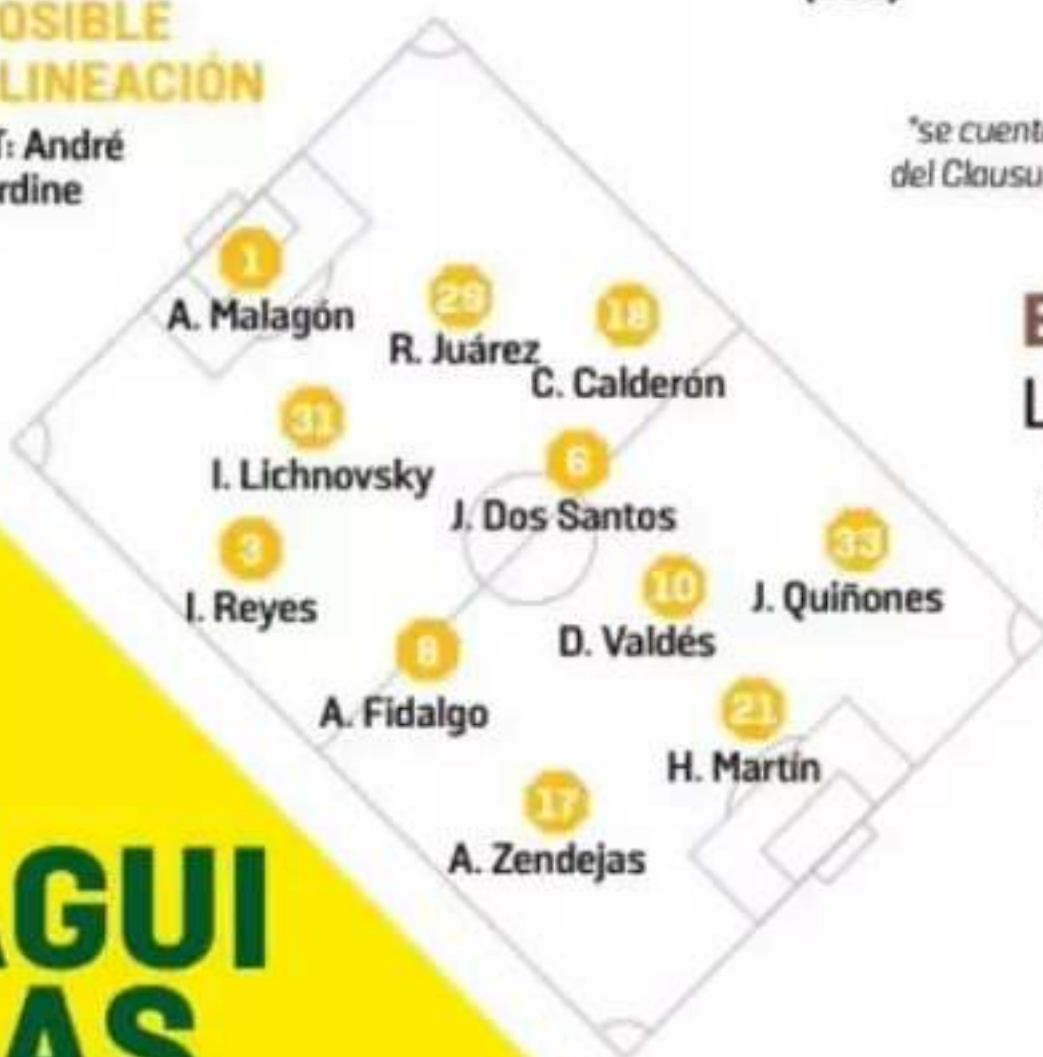 OSIBLE
LINEACIÓN
T: André
rdine
*se cuent
del Clausu
1
A. Malagón
29
R. Juárez
18
C. Calderón
31
I. Lichnovsky
6
J. Dos Santos
3
I. Reyes
33
J. Quiñones
10
D. Valdés
8
A. Fidalgo
21
H. Martín
17
A. Zendejas
L
AGUI
AS